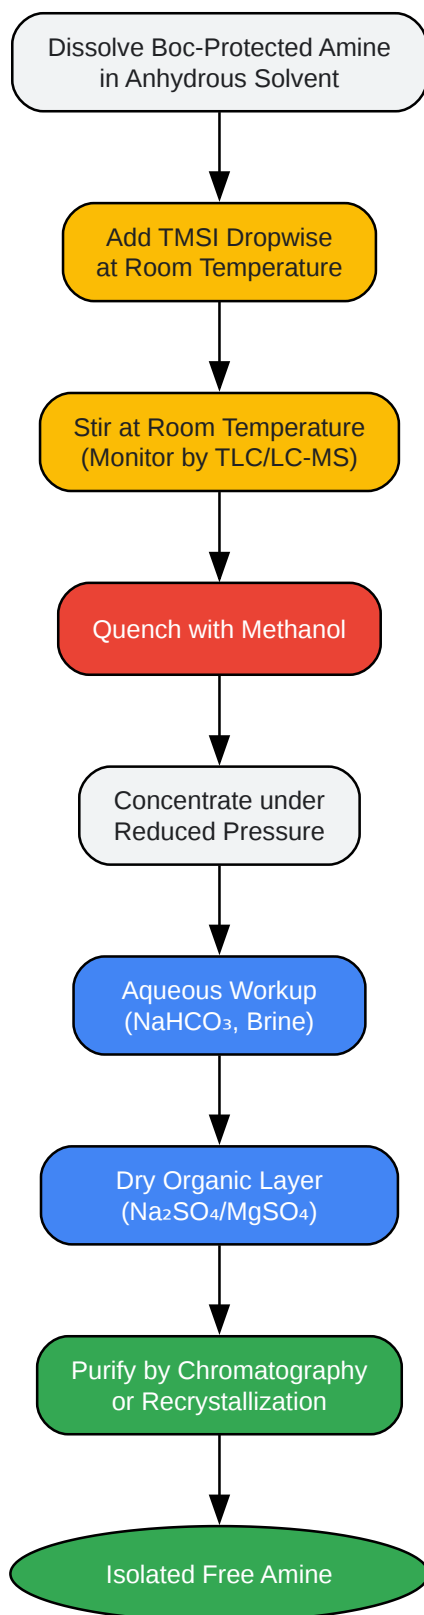 Dissolve Boc-Protected Amine
in Anhydrous Solvent
Add TMSI Dropwise
at Room Temperature
Stir at Room Temperature
(Monitor by TLC/LC-MS)
Quench with Methanol
Concentrate under
Reduced Pressure
Aqueous Workup
(NaHCO₃, Brine)
Dry Organic Layer
(Na₂SO₄/MgSO₄)
Purify by Chromatography
or Recrystallization
Isolated Free Amine